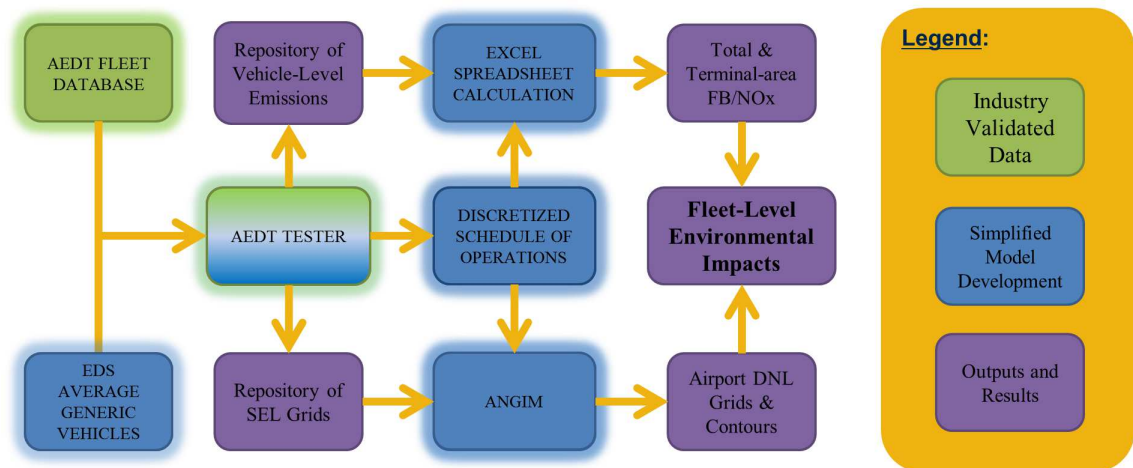 AEDT FLEET
DATABASE
Repository of
Vehicle-Level
Emissions
EXCEL
SPREADSHEET
CALCULATION
Total &
Terminal-area
FB/NOx
AEDT TESTER
DISCRETIZED
SCHEDULE OF
OPERATIONS
Fleet-Level
Environmental
Impacts
EDS
AVERAGE
GENERIC
VEHICLES
Repository of
SEL Grids
ANGIM
Airport DNL
Grids &
Contours
Legend:
Industry
Validated
Data
Simplified
Model
Development
Outputs and
Results